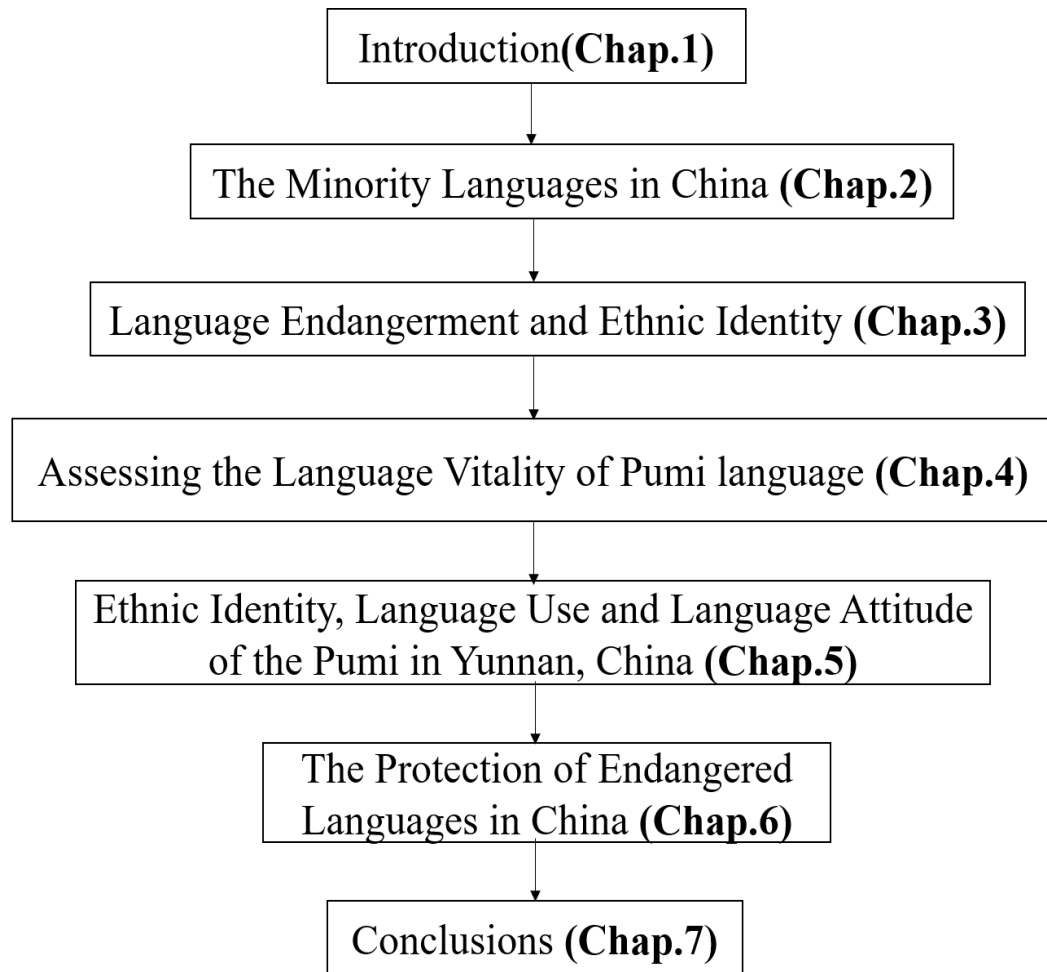 Introduction(Chap.1)
The Minority Languages in China (Chap.2)
Language Endangerment and Ethnic Identity (Chap.3)
Assessing the Language Vitality of Pumi language (Chap.4)
Ethnic Identity, Language Use and Language Attitude
of the Pumi in Yunnan, China (Chap.5)
The Protection of Endangered
Languages in China (Chap.6)
Conclusions (Chap.7)